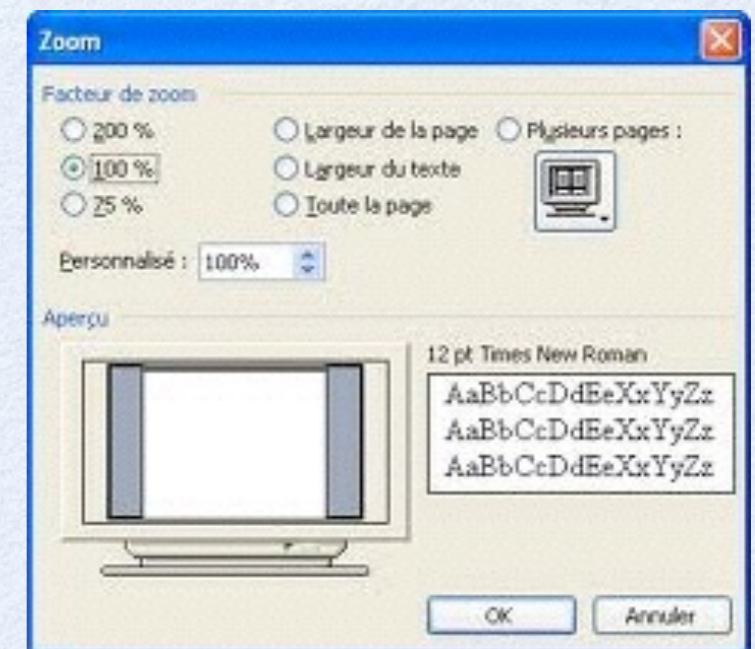 Zoom
Facteur de zoom
200 %
Largeur de la page
Plusieurs pages :
100 %
Largeur du texte
75 %
Toute la page
Personnalisé : 100%
Aperçu
12 pt Times New Roman
AaBbCcDdEeXxYyZz
AaBbCcDdEeXxYyZz
AaBbCcDdEeXxYyZz
OK
Annuler